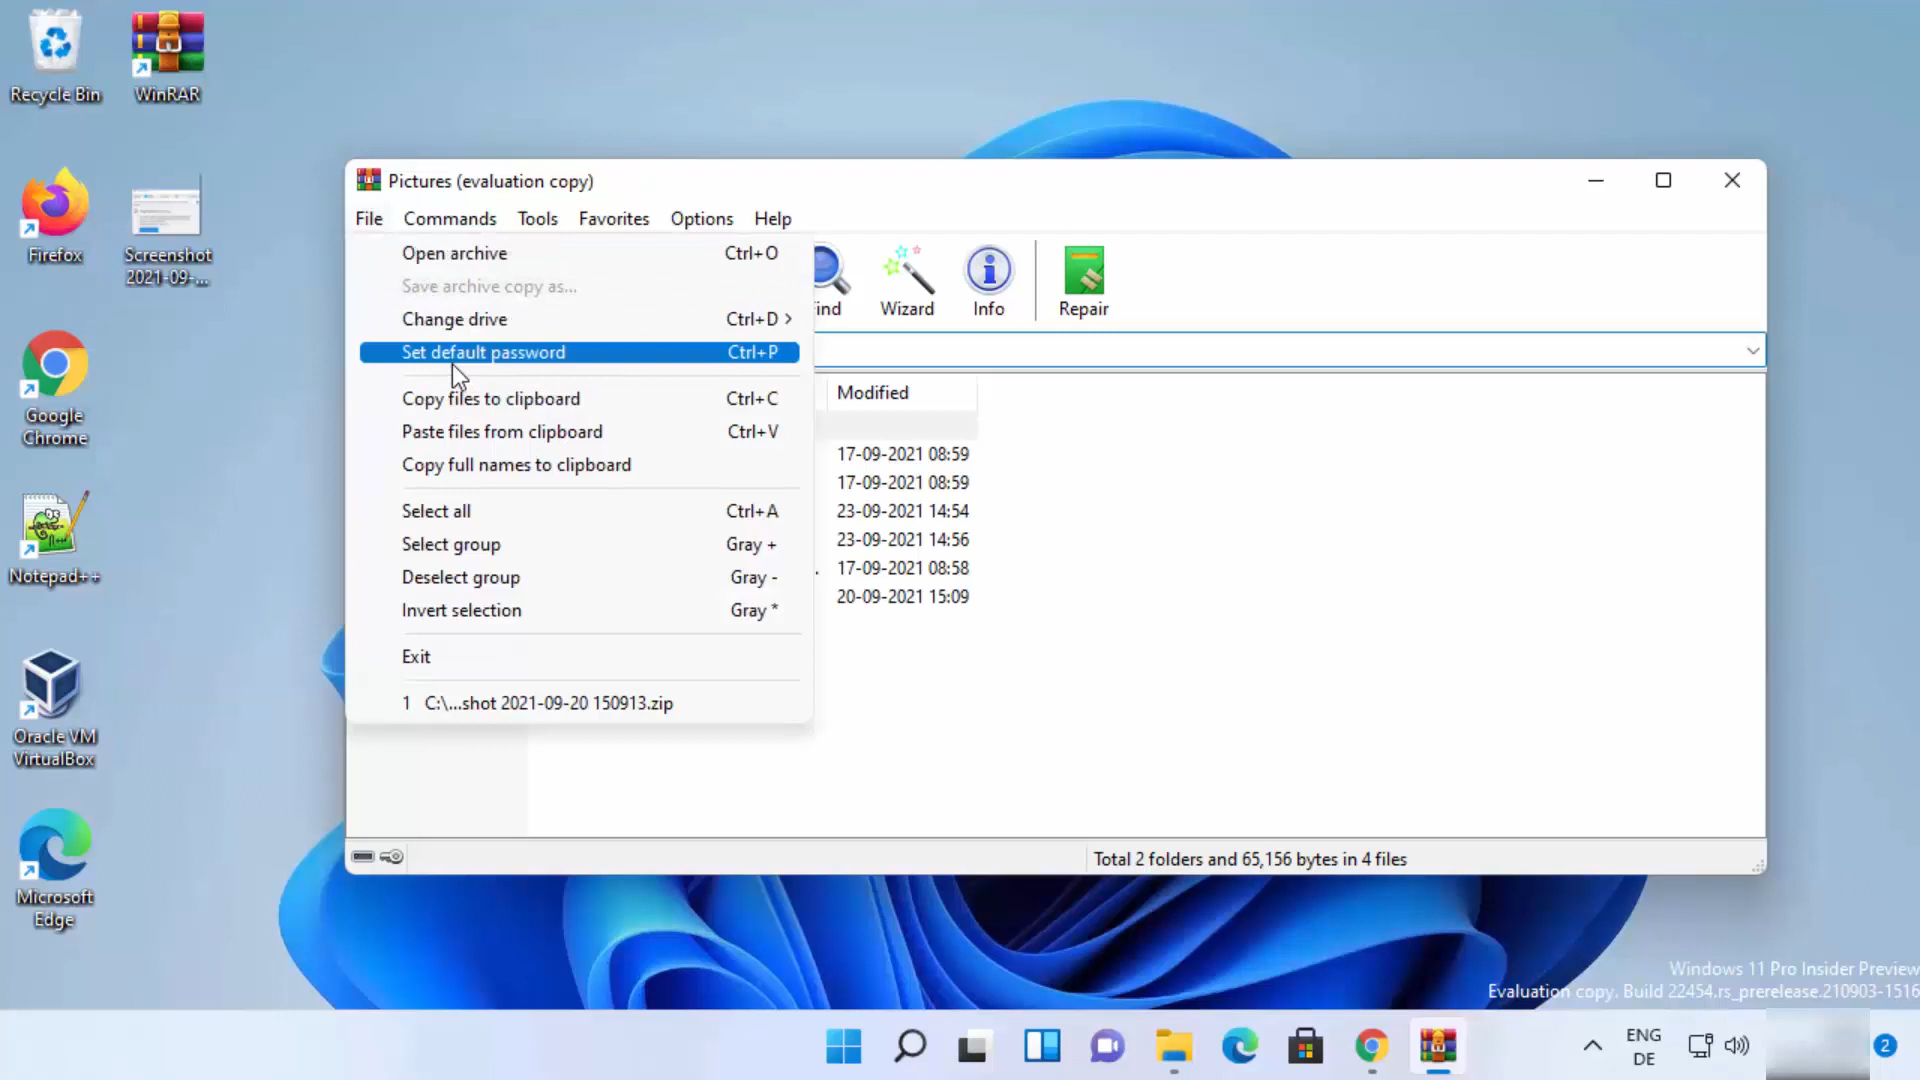 Recycle Bin
WinRAR
Firefox
Screenshot
2021-09-...
Google
Chrome
Notepad++
Oracle VM
VirtualBox
Microsoft
Edge
Pictures (evaluation copy)
File Commands Tools Favorites Options Help
Open archive Ctrl+O
Save archive copy as...
Change drive Ctrl+D
Set default password Ctrl+P
Copy files to clipboard Ctrl+C
Paste files from clipboard Ctrl+V
Copy full names to clipboard
Select all Ctrl+A
Select group Gray +
Deselect group Gray -
Invert selection Gray *
Exit
1 C:\...shot 2021-09-20 150913.zip
Wizard
Info
Repair
Modified
17-09-2021 08:59
17-09-2021 08:59
23-09-2021 14:54
23-09-2021 14:56
17-09-2021 08:58
20-09-2021 15:09
Total 2 folders and 65,156 bytes in 4 files
Windows 11 Pro Insider Preview
Evaluation copy. Build 22454.rs_prerelease.210903-1516
ENG
DE
2